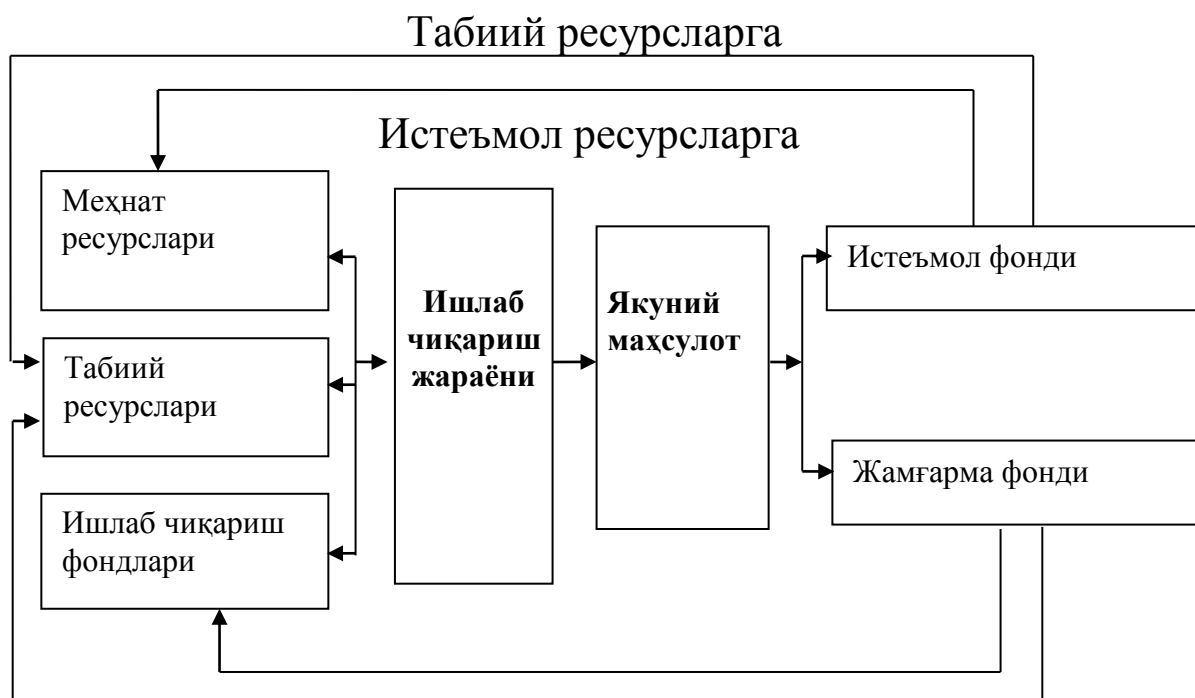 Табиий ресурсларга
Истеъмол ресурсларга
Меҳнат
ресурслари
Табиий
ресурслари
Ишлаб чиқариш
фондлари
Ишлаб
чиқариш
жараёни
Якуний
маҳсулот
Истеъмол фонди
Жамғарма фонди